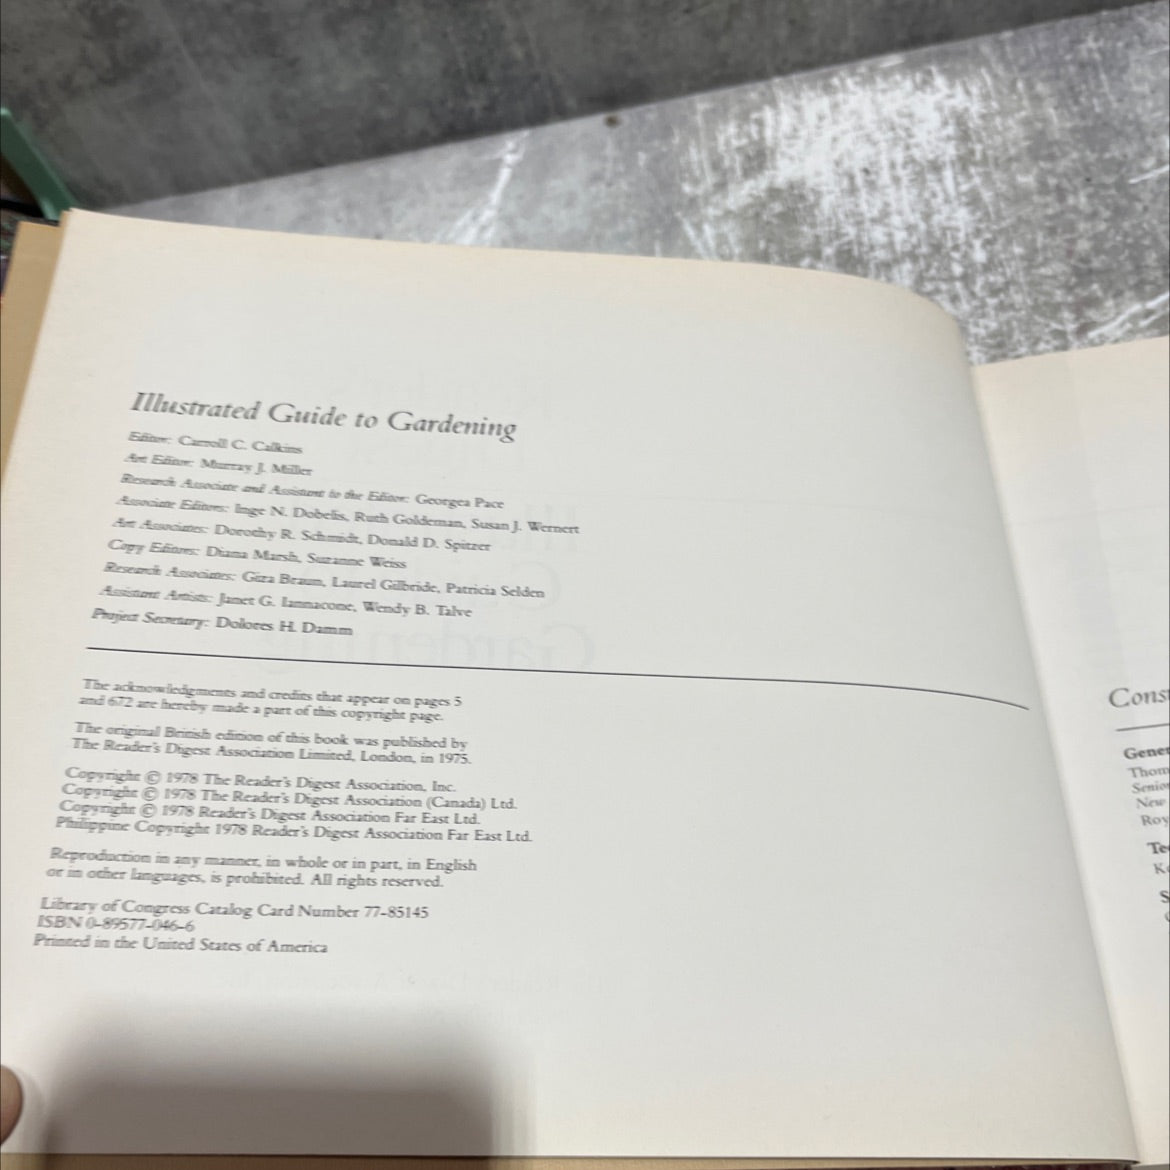 Illustrated Guide to Gardening
Editor: Carroll C. Calkins
Art Editor: Murray J. Miller
Research Associate and Assistant to the Editor: Georgea Pace
Associate Editors: Inge N. Dobelis, Ruth Goldeman, Susan J. Wernert
Art Associates: Dorothy R. Schmidt, Donald D. Spitzer
Copy Editors: Diana Marsh, Suzanne Weiss
Research Associates: Giza Braun, Laurel Gilbride, Patricia Selden
Assistant Artists: Janet G. Iannacone, Wendy B. Talve
Project Secretary: Dolores H. Damm
The acknowledgments and credits that appear on pages 5
and 672 are hereby made a part of this copyright page.
The original British edition of this book was published by
The Reader's Digest Association Limited, London, in 1975.
Copyright © 1978 The Reader's Digest Association, Inc.
Copyright © 1978 The Reader's Digest Association (Canada) Ltd.
Copyright © 1978 Reader's Digest Association Far East Ltd.
Philippine Copyright 1978 Reader's Digest Association Far East Ltd.
Reproduction in any manner, in whole or in part, in English
or in other languages, is prohibited. All rights reserved.
Library of Congress Catalog Card Number 77-85145
ISBN 0-89577-046-6
Printed in the United States of America
Cons
Gener
Thom
Senio
New
Roy
Te
K
S